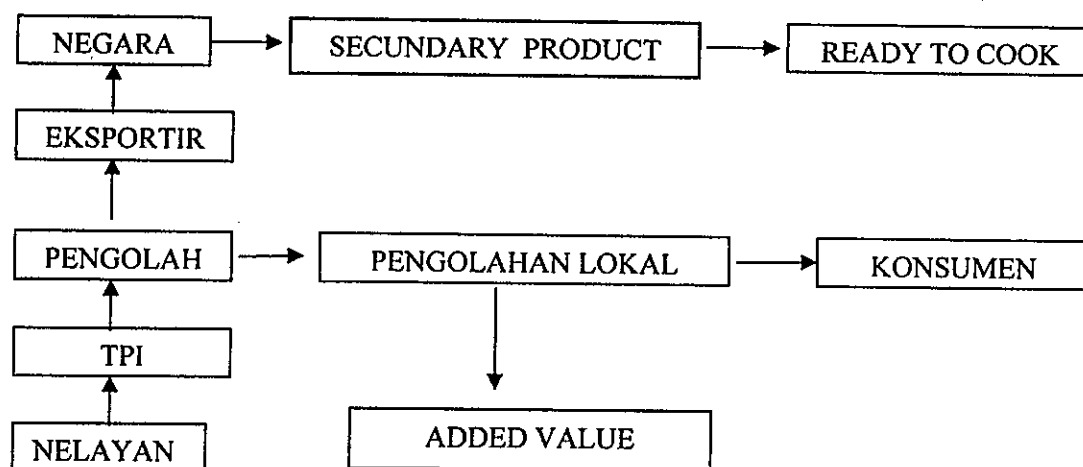 NEGARA
SECUNDARY PRODUCT
READY TO COOK
EKSPORTIR
PENGOLAH
PENGOLAHAN LOKAL
KONSUMEN
TPI
NELAYAN
ADDED VALUE